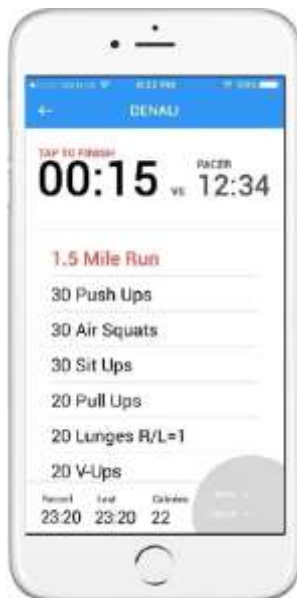 DENALI
TAP TO FINISH
PACER
00:15 vs 12:34
1.5 Mile Run
30 Push Ups
30 Air Squats
30 Sit Ups
20 Pull Ups
20 Lunges R/L=1
20 V-Ups
Record Last Calories
23:20 23:20 22